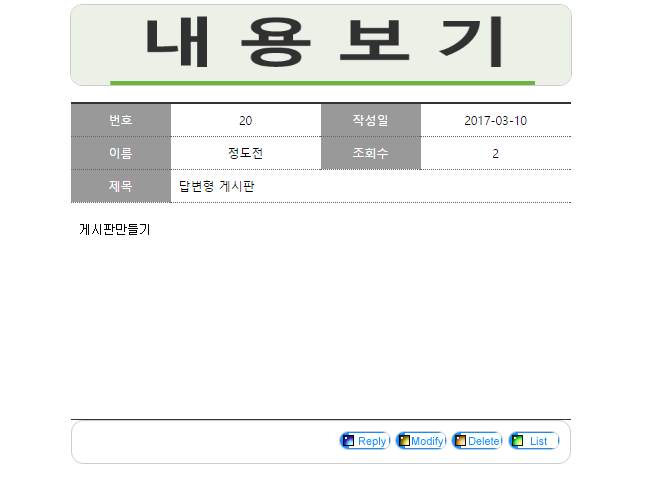 내용보기
번호 20 작성일 2017-03-10
이름 정도전 조회수 2
제목 답변형 게시판
게시판만들기
Reply Modify Delete List